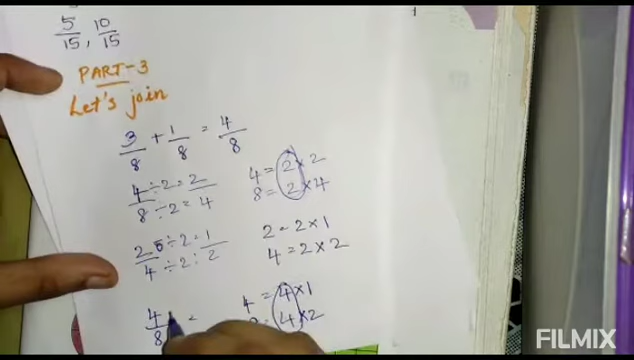 5/15, 10/15
PART-3
Let's join
3/8 + 1/8 = 4/8
4/8 ÷2 = 2 ÷2 = 4
4 = 2 × 2
8 = 2 × 4
2/4 ÷2 = 1 ÷2 = 2
2 = 2 × 1
4 = 2 × 2
4/8 =
4 = 4 × 1
= 4 × 2
FILMIX